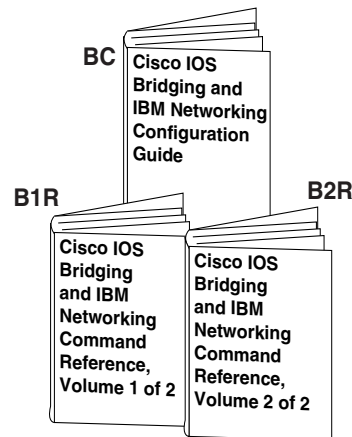 BC
Cisco IOS
Bridging and
IBM Networking
Configuration
Guide
B1R
Cisco IOS
Bridging
and IBM
Networking
Command
Reference,
Volume 1 of 2
B2R
Cisco IOS
Bridging
and IBM
Networking
Command
Reference,
Volume 2 of 2